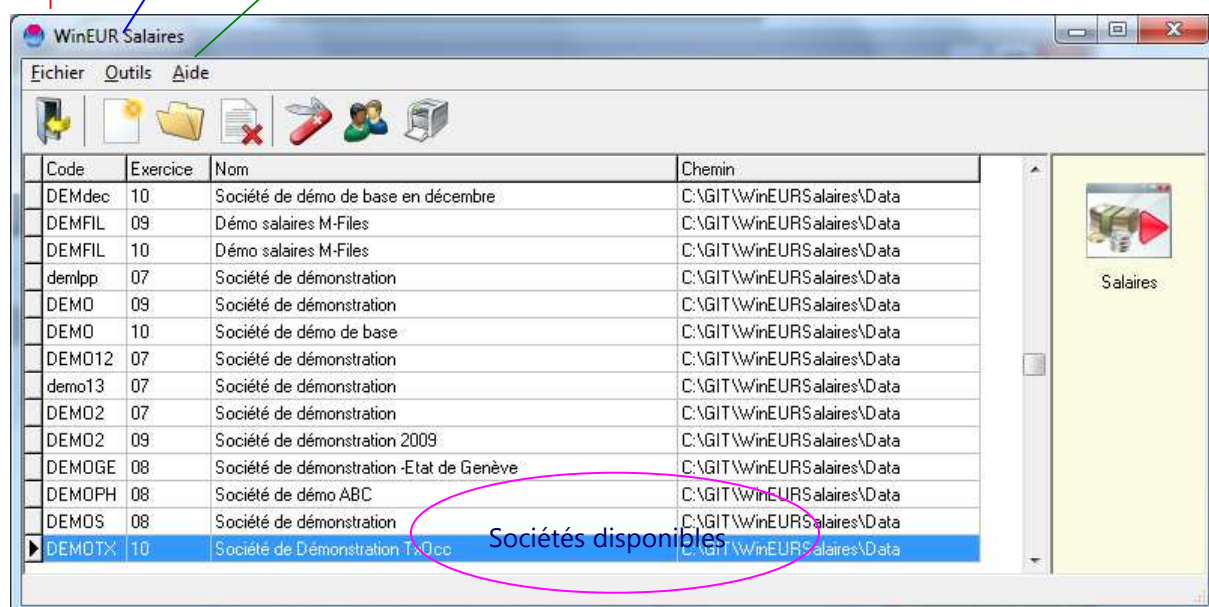 WinEUR Salaires
Fichier Outils Aide
Code Exercice Nom Chemin
DEMdec 10 Société de démo de base en décembre C:\GIT\WinEURSalaires\Data
DEMFIL 09 Démo salaires M-Files C:\GIT\WinEURSalaires\Data
DEMFIL 10 Démo salaires M-Files C:\GIT\WinEURSalaires\Data
demlpp 07 Société de démonstration C:\GIT\WinEURSalaires\Data
Salaires
DEMO 09 Société de démonstration C:\GIT\WinEURSalaires\Data
DEMO 10 Société de démo de base C:\GIT\WinEURSalaires\Data
DEMO12 07 Société de démonstration C:\GIT\WinEURSalaires\Data
demo13 07 Société de démonstration C:\GIT\WinEURSalaires\Data
DEMO2 07 Société de démonstration C:\GIT\WinEURSalaires\Data
DEMO2 09 Société de démonstration 2009 C:\GIT\WinEURSalaires\Data
DEMOGE 08 Société de démonstration -Etat de Genève C:\GIT\WinEURSalaires\Data
DEMOPH 08 Société de démo ABC C:\GIT\WinEURSalaires\Data
DEMOS 08 Société de démonstration C:\GIT\WinEURSalaires\Data
Sociétés disponibles
DEMOTX 10 Société de Démonstration TxOcc C:\GIT\WinEURSalaires\Data